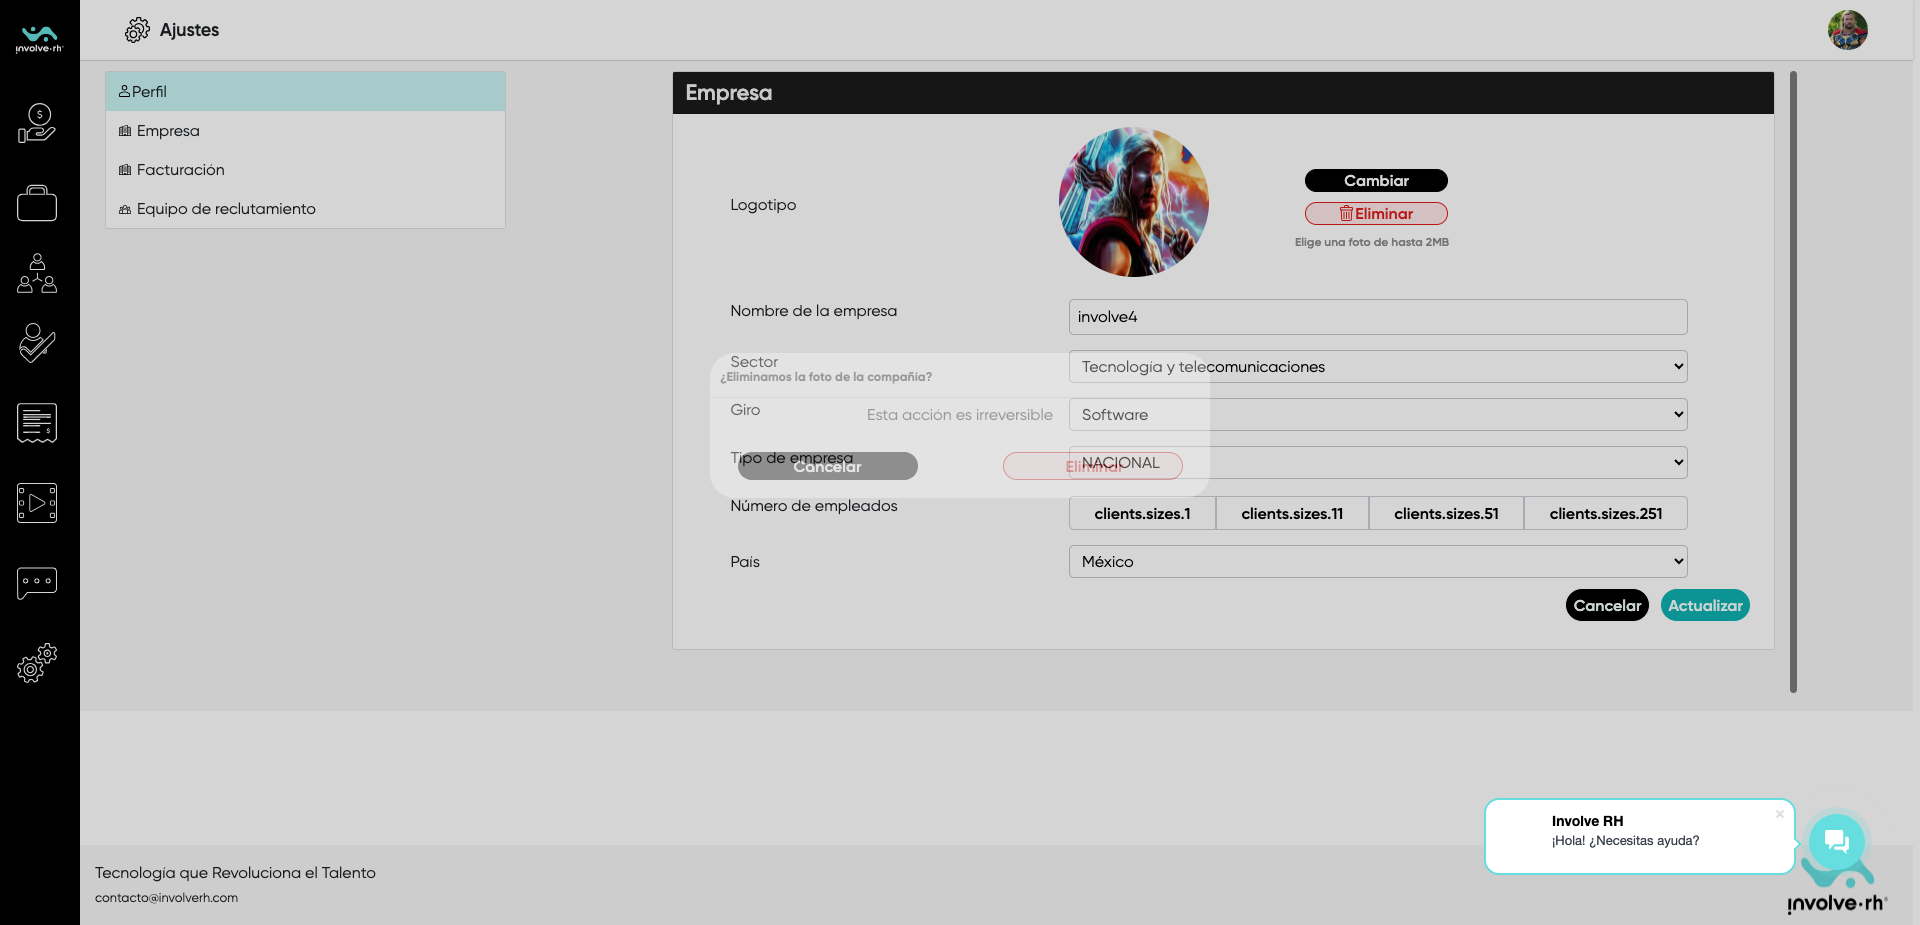 involve·rh
Ajustes
Perfil
Empresa
Facturación
Equipo de reclutamiento
Empresa
Logotipo
Cambiar
Eliminar
Elige una foto de hasta 2MB
Nombre de la empresa
involve4
Sector
Tecnología y telecomunicaciones
¿Eliminamos la foto de la compañía?
Giro
Esta acción es irreversible
Software
Tipo de empresa
NACIONAL
Cancelar
Eliminar
Número de empleados
clients.sizes.1
clients.sizes.11
clients.sizes.51
clients.sizes.251
País
México
Cancelar
Actualizar
Involve RH
¡Hola! ¿Necesitas ayuda?
Tecnología que Revoluciona el Talento
contacto@involverh.com
involve·rh